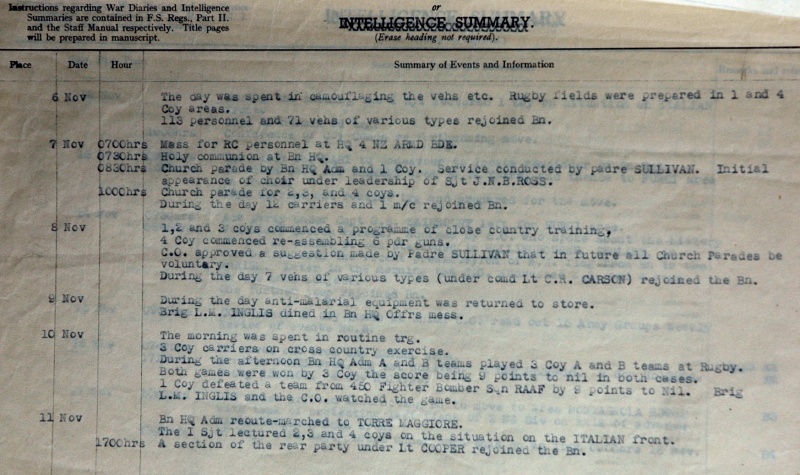 Instructions regarding War Diaries and Intelligence
Summaries are contained in F.S. Regs., Part II.
and the Staff Manual respectively. Title pages
will be prepared in manuscript.
or
INTELLIGENCE SUMMARY.
(Erase heading not required).
Place Date Hour Summary of Events and Information
6 Nov The day was spent in camouflaging the vehs etc. Rugby fields were prepared in 1 and 4
Coy areas.
113 personnel and 71 vehs of various types rejoined Bn.
7 Nov 0700hrs Mass for RC personnel at HQ 4 NZ ARMD BDE.
0730hrs Holy communion at Bn HQ.
0830hrs Church parade by Bn HQ Adm and 1 Coy. Service conducted by padre SULLIVAN. Initial
appearance of choir under leadership of Sjt J.N.B.ROSS.
1000hrs Church parade for 2,3, and 4 coys.
During the day 12 carriers and 1 m/c rejoined Bn.
8 Nov 1,2 and 3 coys commenced a programme of close country training,
4 Coy commenced re-assembling 6 pdr guns.
C.O. approved a suggestion made by Padre SULLIVAN that in future all Church Parades be
voluntary.
During the day 7 vehs of various types (under comd Lt C.R. CARSON) rejoined the Bn.
9 Nov During the day anti-malarial equipment was returned to store.
Brig L.M. INGLIS dined in Bn HQ Offrs mess.
10 Nov The morning was spent in routine trg.
3 Coy carriers on cross country exercise.
During the afternoon Bn HQ Adm A and B teams played 3 Coy A and B teams at Rugby.
Both games were won by 3 Coy the score being 9 points to nil in both cases.
1 Coy defeated a team from 450 Fighter Bomber Sqn RAAF by 9 points to Nil. Brig
L.M. INGLIS and the C.O. watched the game.
11 Nov Bn HQ Adm reoute-marched to TORRE MAGGIORE.
The I Sjt lectured 2,3 and 4 coys on the situation on the ITALIAN front.
1700hrs A section of the rear party under Lt COOPER rejoined the Bn.